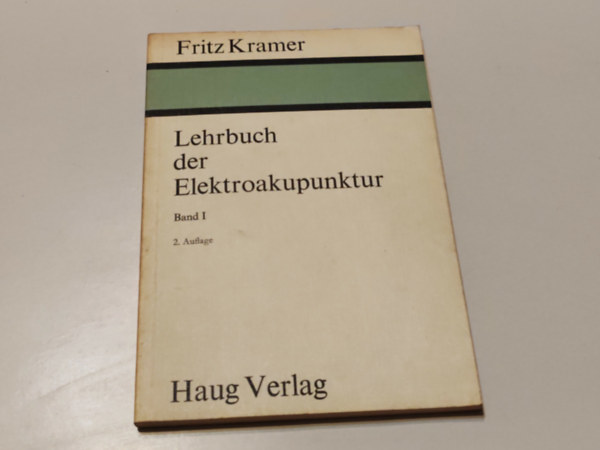 Fritz Kramer
Lehrbuch
der
Elektroakupunktur
Band I
2. Auflage
Haug Verlag